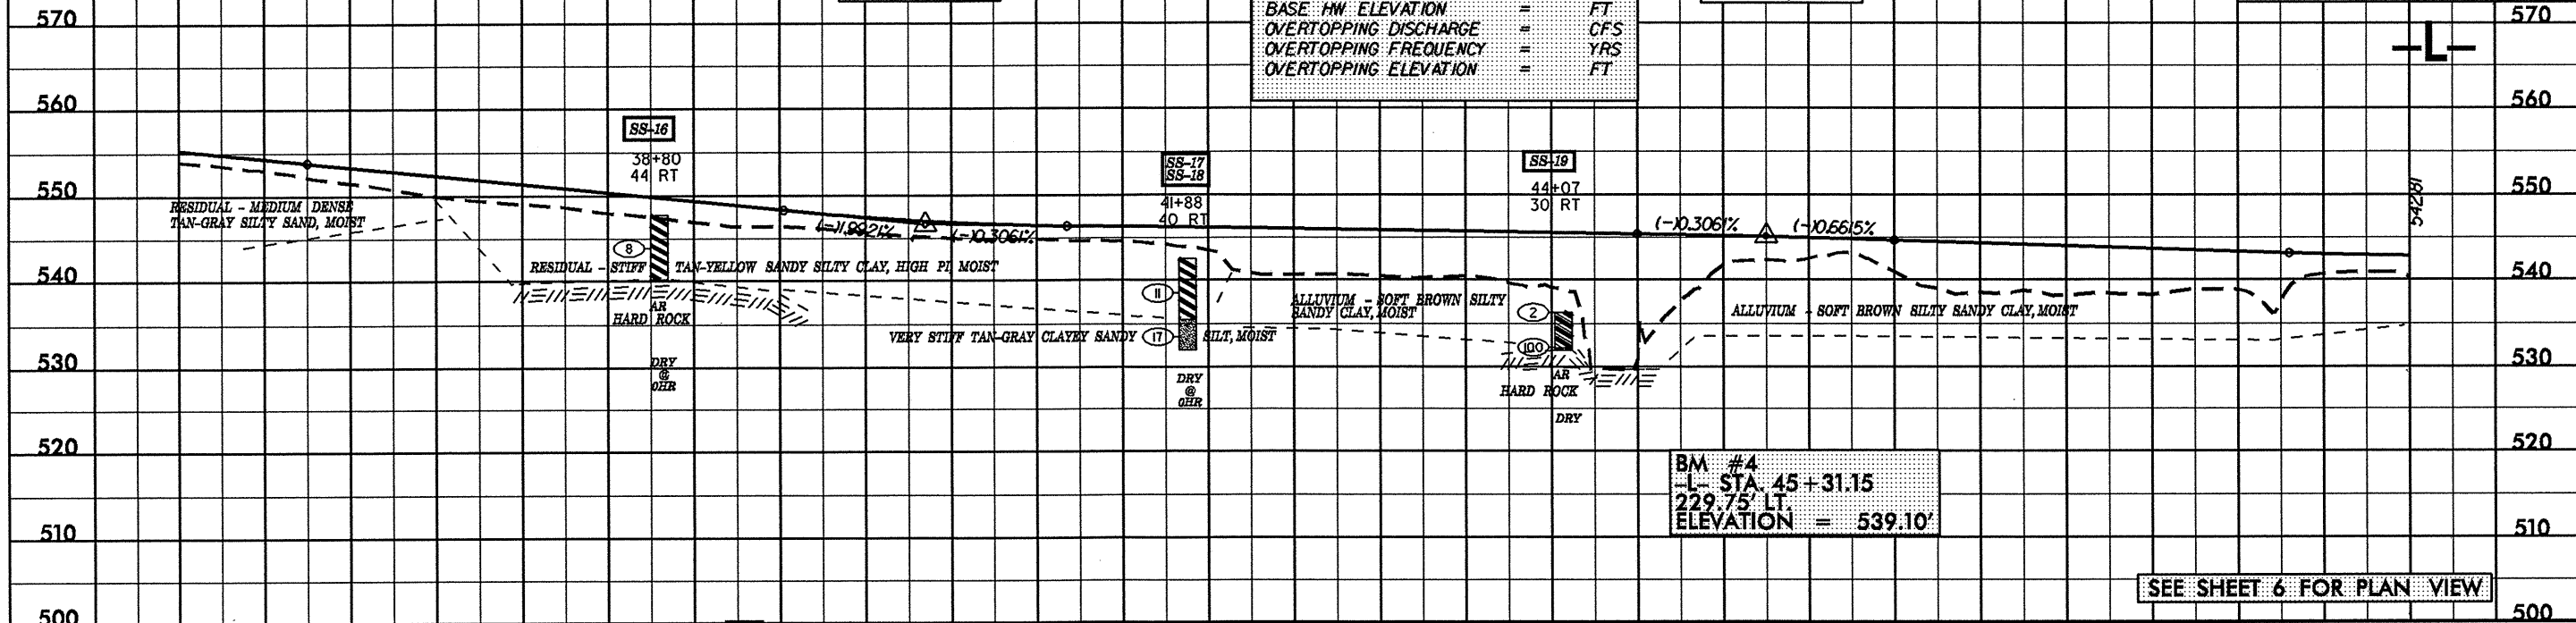 BASE HW ELEVATION = FT
OVERTOPPING DISCHARGE = CFS
OVERTOPPING FREQUENCY = YRS
OVERTOPPING ELEVATION = FT
570
570
-L-
560
560
SS-16
38+80
44 RT
SS-17
SS-18
41+88
40 RT
SS-19
44+07
30 RT
550
550
54281
RESIDUAL - MEDIUM DENSE
TAN-GRAY SILTY SAND, MOIST
(-)1.9921%
(-)0.3061%
(-)0.3061%
(-)0.6615%
8
RESIDUAL - STIFF TAN-YELLOW SANDY SILTY CLAY, HIGH PI, MOIST
540
540
AR
HARD ROCK
11
ALLUVIUM - SOFT BROWN SILTY
SANDY CLAY, MOIST
2
ALLUVIUM - SOFT BROWN SILTY SANDY CLAY, MOIST
VERY STIFF TAN-GRAY CLAYEY SANDY 17 SILT, MOIST
100
530
530
DRY
@
0HR
DRY
@
0HR
AR
HARD ROCK
DRY
520
520
BM #4
-L- STA. 45+31.15
229.75' LT.
ELEVATION = 539.10'
510
510
SEE SHEET 6 FOR PLAN VIEW
500
500